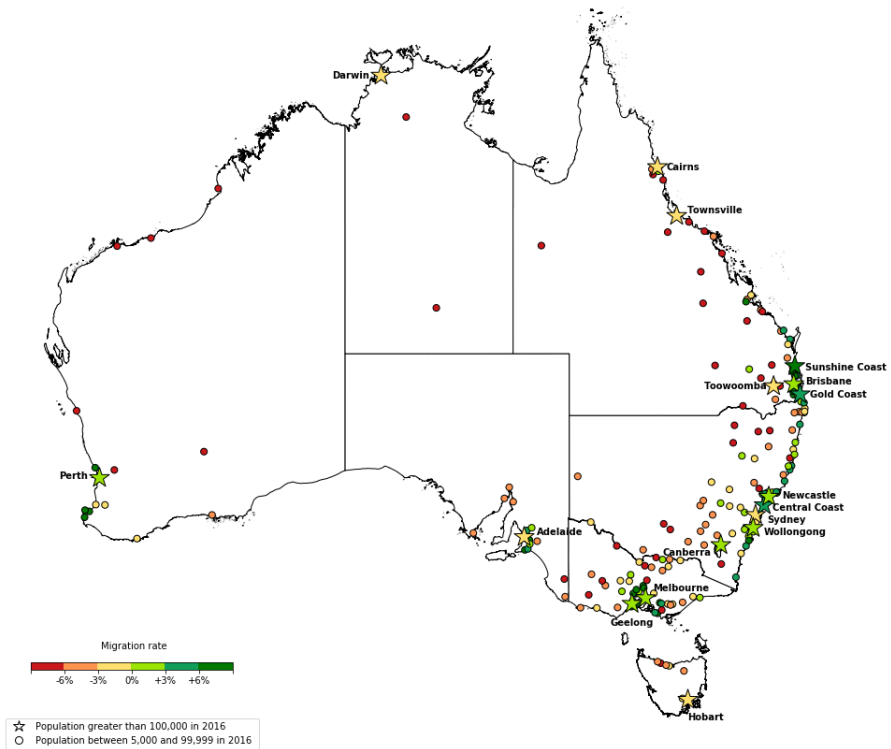 Darwin
Cairns
Townsville
Sunshine Coast
Brisbane
Toowoomba
Gold Coast
Perth
Newcastle
Central Coast
Sydney
Wollongong
Adelaide
Canberra
Melbourne
Geelong
Hobart
Migration rate
-6% -3% 0% +3% +6%
Population greater than 100,000 in 2016
Population between 5,000 and 99,999 in 2016